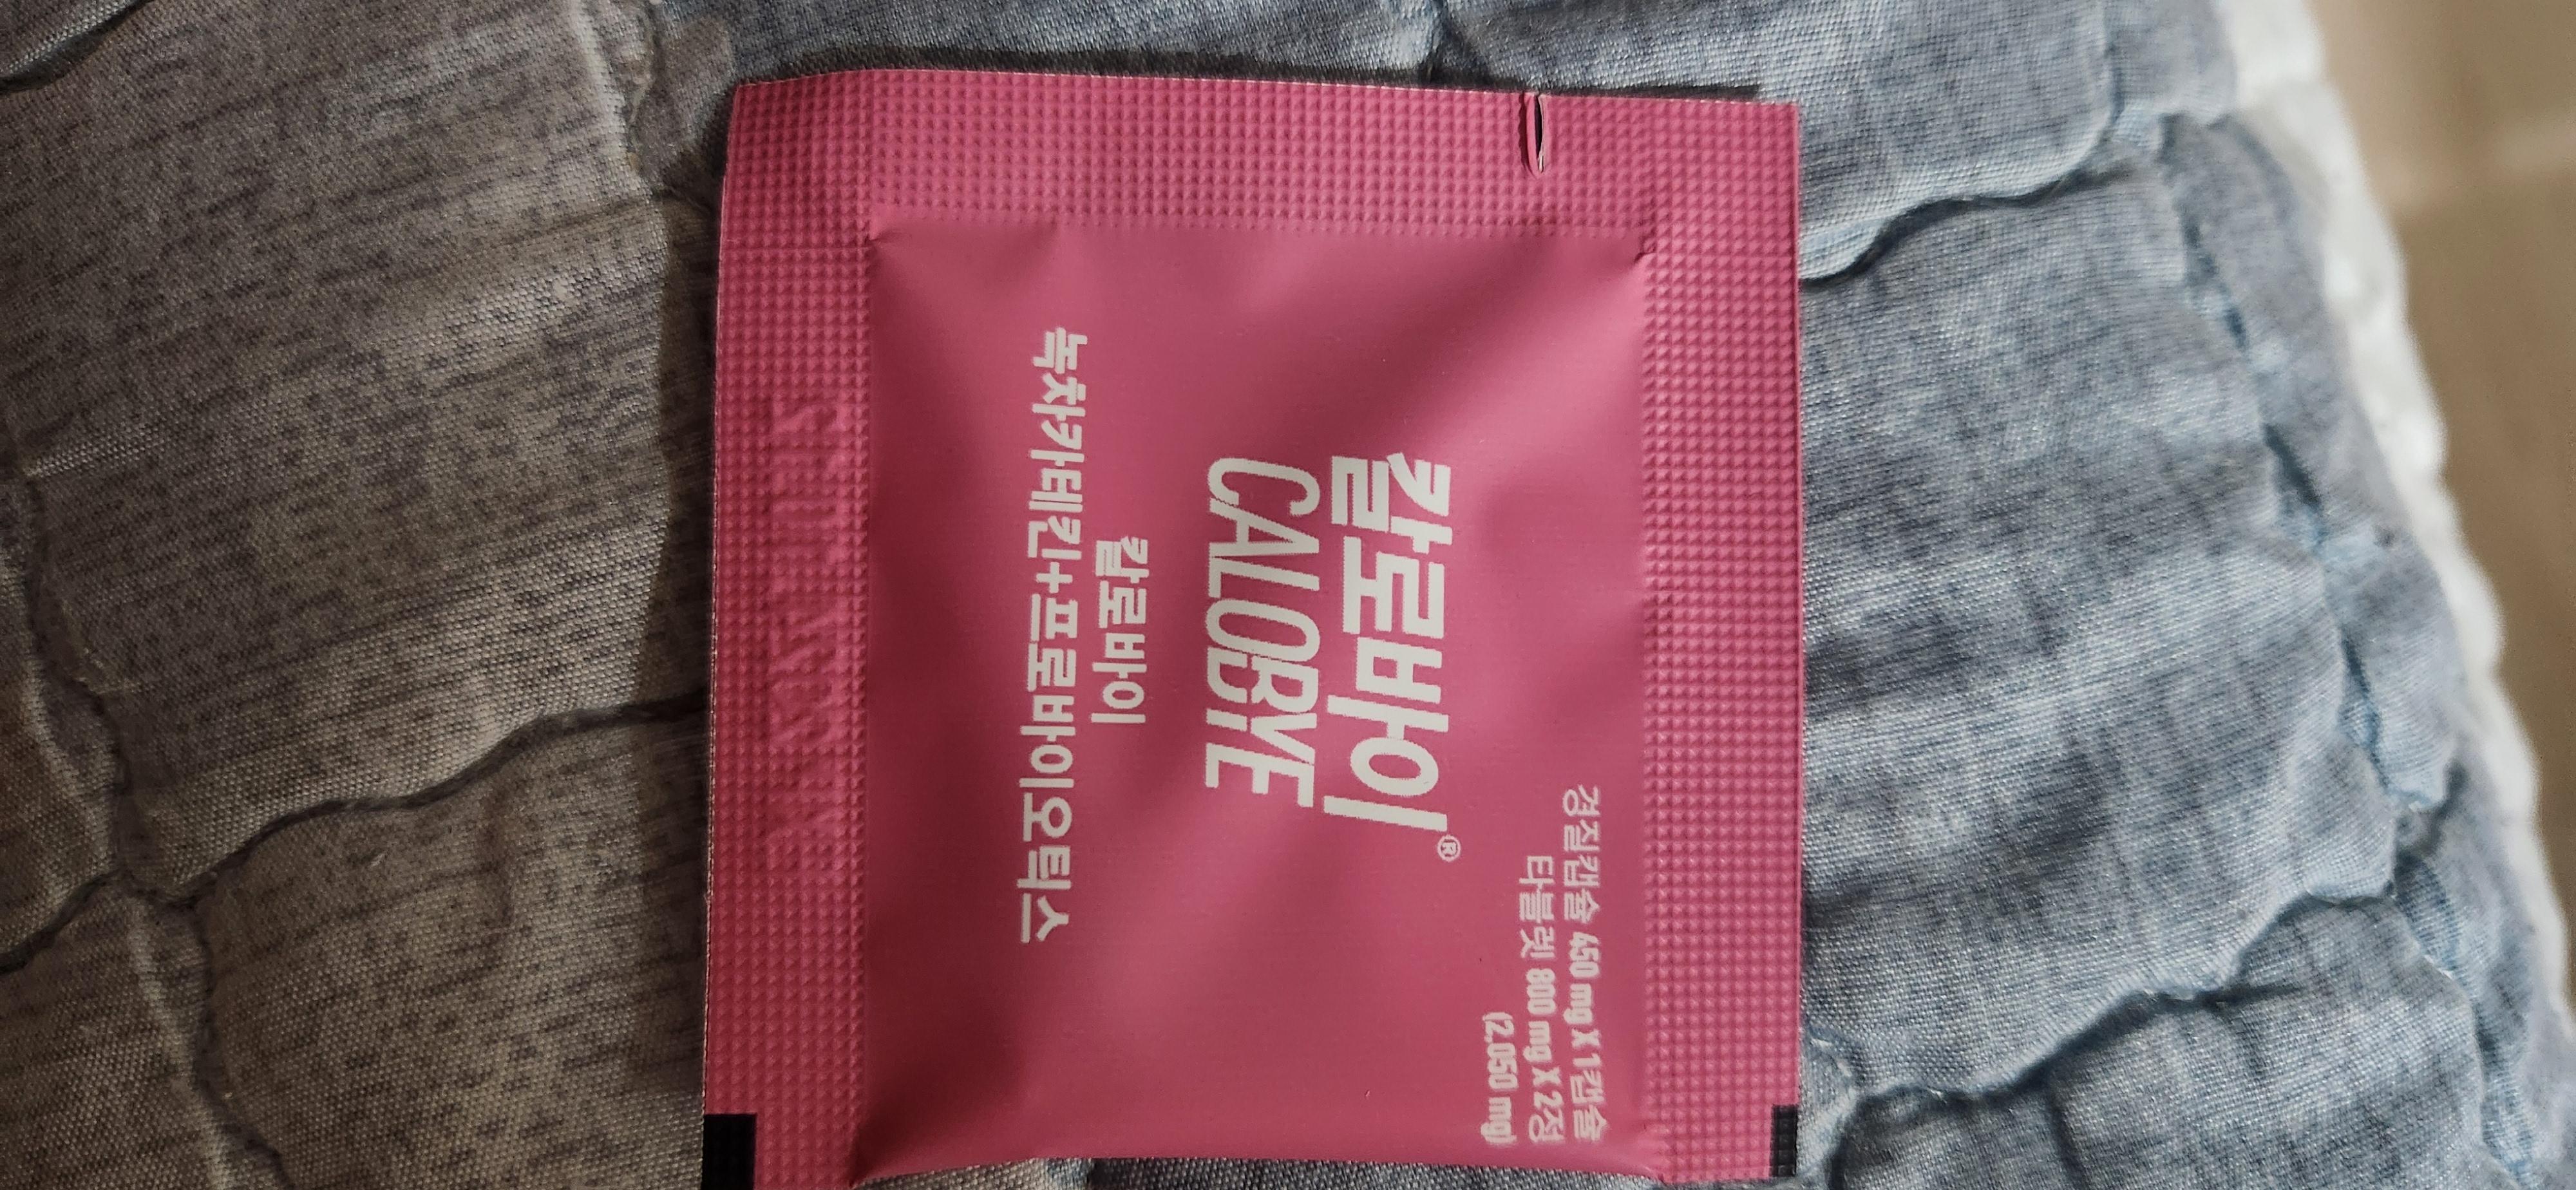 경질캡슐 450 mg X 1캡슐
타블릿 800 mg X 2정
(2,050 mg)
칼로바이®
CALOBYE
칼로바이
녹차카테킨+프로바이오틱스